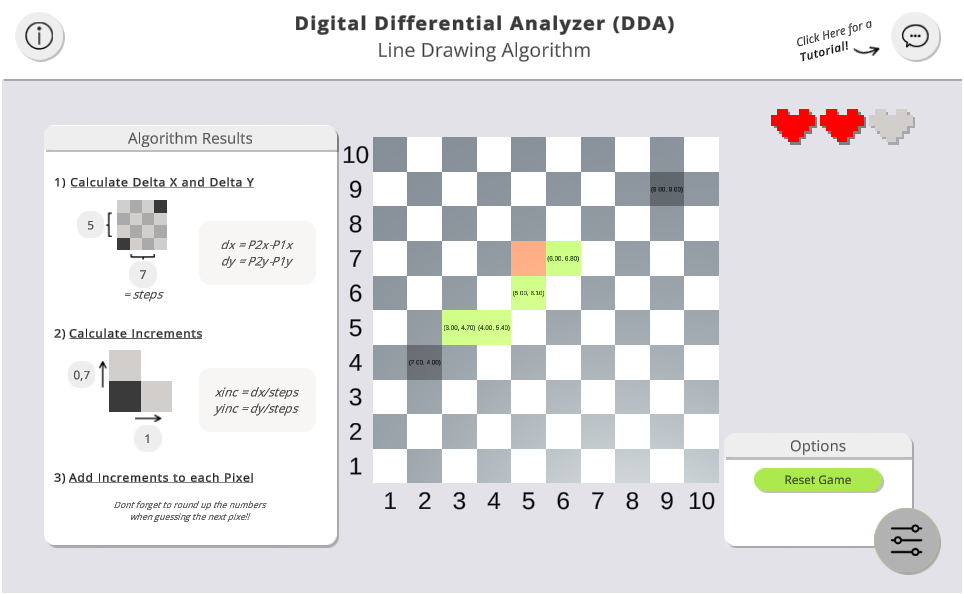 Digital Differential Analyzer (DDA)
Line Drawing Algorithm
Click Here for a
Tutorial!
Algorithm Results
1) Calculate Delta X and Delta Y
5
7
= steps
dx = P2x-P1x
dy = P2y-P1y
2) Calculate Increments
0,7
1
xinc = dx/steps
yinc = dy/steps
3) Add Increments to each Pixel
Dont forget to round up the numbers
when guessing the next pixel!!
10
9
8
7 (6.00, 6.80)
6 (5.00, 6.10)
5 (3.00, 4.70) (4.00, 5.40)
4 (2.00, 4.00)
3
2
1
1 2 3 4 5 6 7 8 9 10
Options
Reset Game